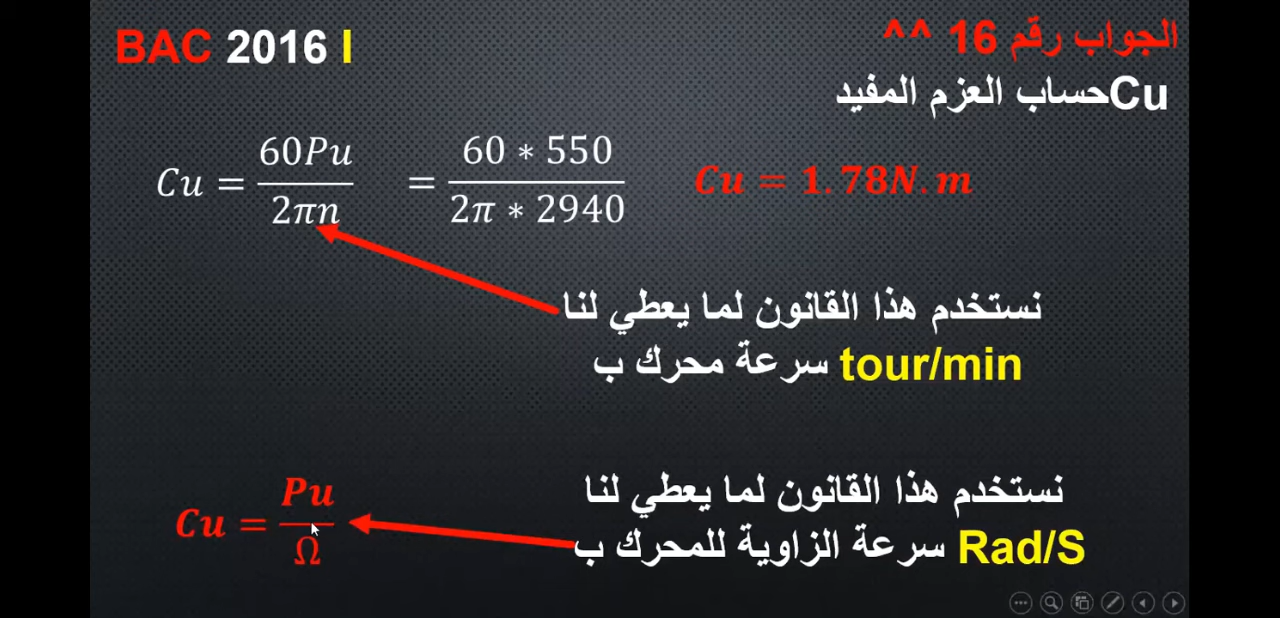 BAC 2016 I
الجواب رقم 16 ^^
Cuحساب العزم المفيد
Cu = 60Pu / 2πn = 60 * 550 / 2π * 2940 Cu = 1.78N.m
نستخدم هذا القانون لما يعطي لنا
tour/min سرعة محرك ب
نستخدم هذا القانون لما يعطي لنا
Cu = Pu / Ω
Rad/S سرعة الزاوية للمحرك ب